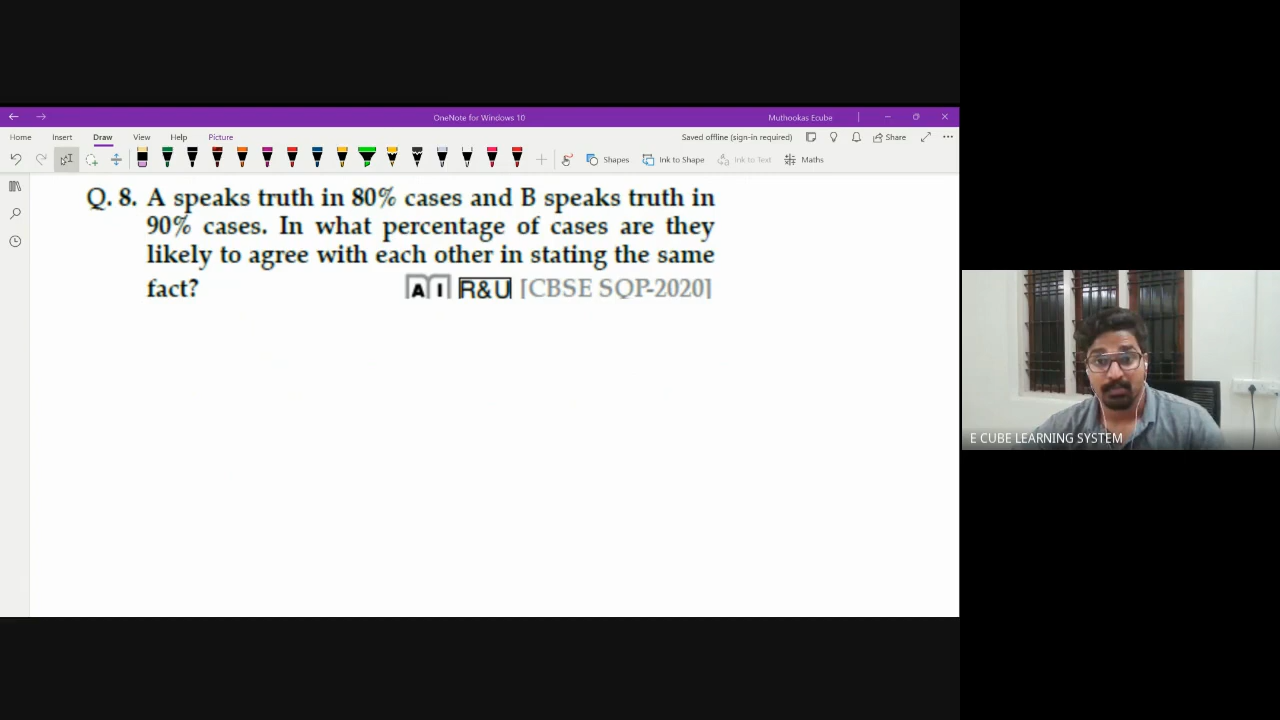 OneNote for Windows 10
Muthookas Ecube
Home Insert Draw View Help Picture
Saved offline (sign-in required) Share
Shapes Ink to Shape Ink to Text Maths
Q. 8. A speaks truth in 80% cases and B speaks truth in
90% cases. In what percentage of cases are they
likely to agree with each other in stating the same
fact? AI R&U [CBSE SQP-2020]
E CUBE LEARNING SYSTEM